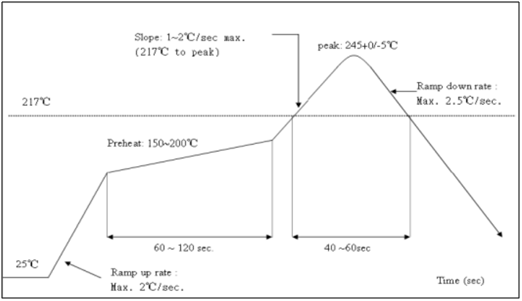 Slope: 1~2℃/sec max.
(217℃ to peak)
peak: 245+0/-5℃
Ramp down rate :
Max. 2.5℃/sec.
217℃
Preheat: 150~200℃
60 ~ 120 sec.
40 ~60sec
25℃
Ramp up rate :
Max. 2℃/sec.
Time (sec)